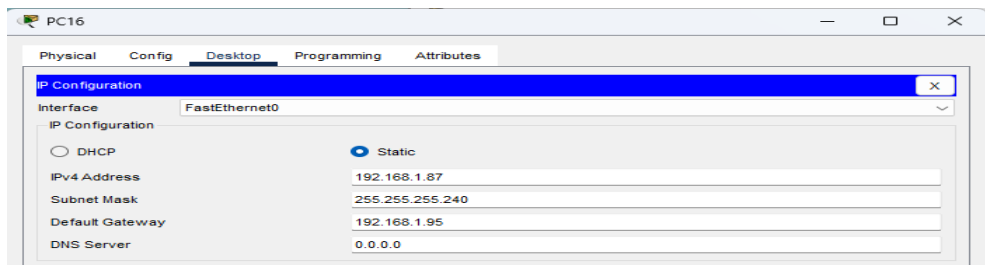 PC16
Physical Config Desktop Programming Attributes
IP Configuration X
Interface FastEthernet0
IP Configuration
DHCP Static
IPv4 Address 192.168.1.87
Subnet Mask 255.255.255.240
Default Gateway 192.168.1.95
DNS Server 0.0.0.0